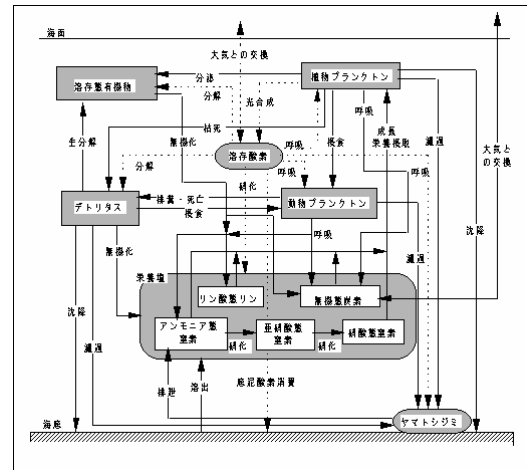 海面
大気との交換
植物プランクトン
溶存態有機物
分泌
分解
光合成
呼吸
成長
栄養摂取
濾過
大気との交換
枯死
無機化
生分解
溶存酸素
呼吸
摂食
呼吸
分解
硝化
呼吸
デトリタス
排糞・死亡
摂食
動物プランクトン
無機化
呼吸
濾過
沈降
栄養塩
リン酸態リン
無機態炭素
アンモニア態
窒素
亜硝酸態
窒素
硝酸態窒素
硝化
硝化
沈降
濾過
底泥酸素消費
排泄
溶出
海底
ヤマトシジミ